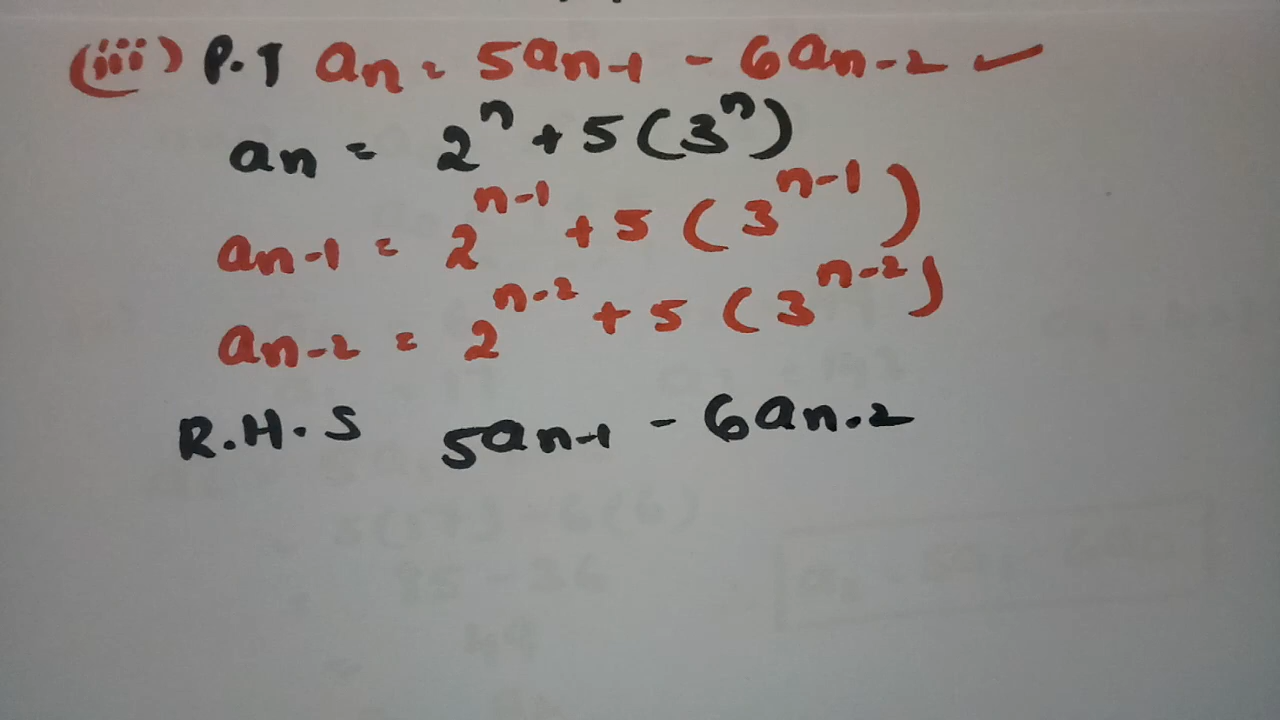 (iii) P.T an = 5an-1 - 6an-2 ✓
an = 2^n + 5(3^n)
an-1 = 2^n-1 + 5(3^n-1)
an-2 = 2^n-2 + 5(3^n-2)
R.H.S 5an-1 - 6an-2